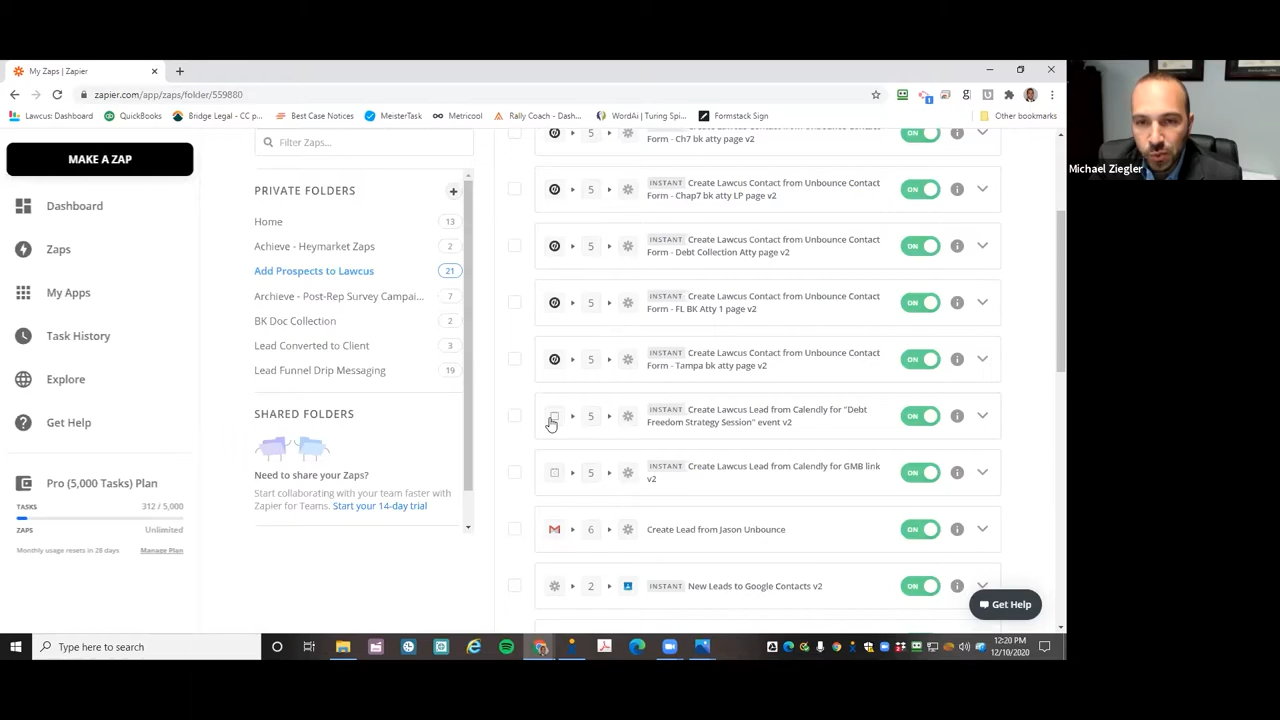 My Zaps | Zapier
zapier.com/app/zaps/folder/559880
Lawcus: Dashboard
QuickBooks
Bridge Legal - CC p...
Best Case Notices
MeisterTask
Metricool
Rally Coach - Dash...
WordAi | Turing Spi...
Formstack Sign
Other bookmarks
MAKE A ZAP
Dashboard
Zaps
My Apps
Task History
Explore
Get Help
Pro (5,000 Tasks) Plan
TASKS 312 / 5,000
ZAPS Unlimited
Monthly usage resets in 28 days Manage Plan
Filter Zaps...
PRIVATE FOLDERS
Home 13
Achieve - Heymarket Zaps 2
Add Prospects to Lawcus 21
Archieve - Post-Rep Survey Campai... 7
BK Doc Collection 2
Lead Converted to Client 3
Lead Funnel Drip Messaging 19
SHARED FOLDERS
Need to share your Zaps?
Start collaborating with your team faster with
Zapier for Teams. Start your 14-day trial
5
Form - Ch7 bk atty page v2
ON
5
INSTANT Create Lawcus Contact from Unbounce Contact
Form - Chap7 bk atty LP page v2
ON
5
INSTANT Create Lawcus Contact from Unbounce Contact
Form - Debt Collection Atty page v2
ON
5
INSTANT Create Lawcus Contact from Unbounce Contact
Form - FL BK Atty 1 page v2
ON
5
INSTANT Create Lawcus Contact from Unbounce Contact
Form - Tampa bk atty page v2
ON
5
INSTANT Create Lawcus Lead from Calendly for "Debt
Freedom Strategy Session" event v2
ON
5
INSTANT Create Lawcus Lead from Calendly for GMB link
v2
ON
6
Create Lead from Jason Unbounce
ON
2
INSTANT New Leads to Google Contacts v2
ON
Get Help
Michael Ziegler
Type here to search
12:20 PM
12/10/2020